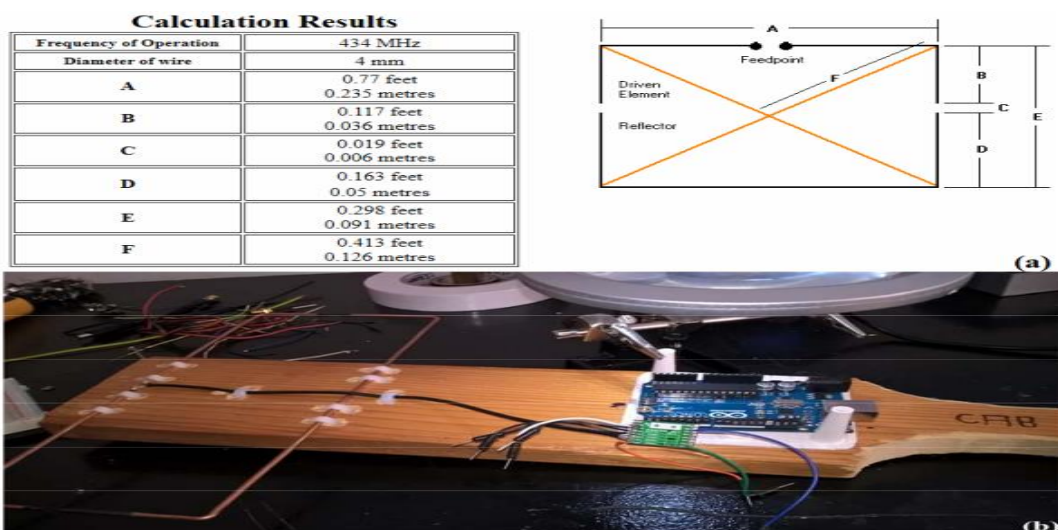 Calculation Results
Frequency of Operation 434 MHz
Diameter of wire 4 mm
A 0.77 feet
0.235 metres
B 0.117 feet
0.036 metres
C 0.019 feet
0.006 metres
D 0.163 feet
0.05 metres
E 0.298 feet
0.091 metres
F 0.413 feet
0.126 metres
A
Feedpoint
F
Driven
Element
Reflector
B
C
D
E
(a)
CHB
(b)